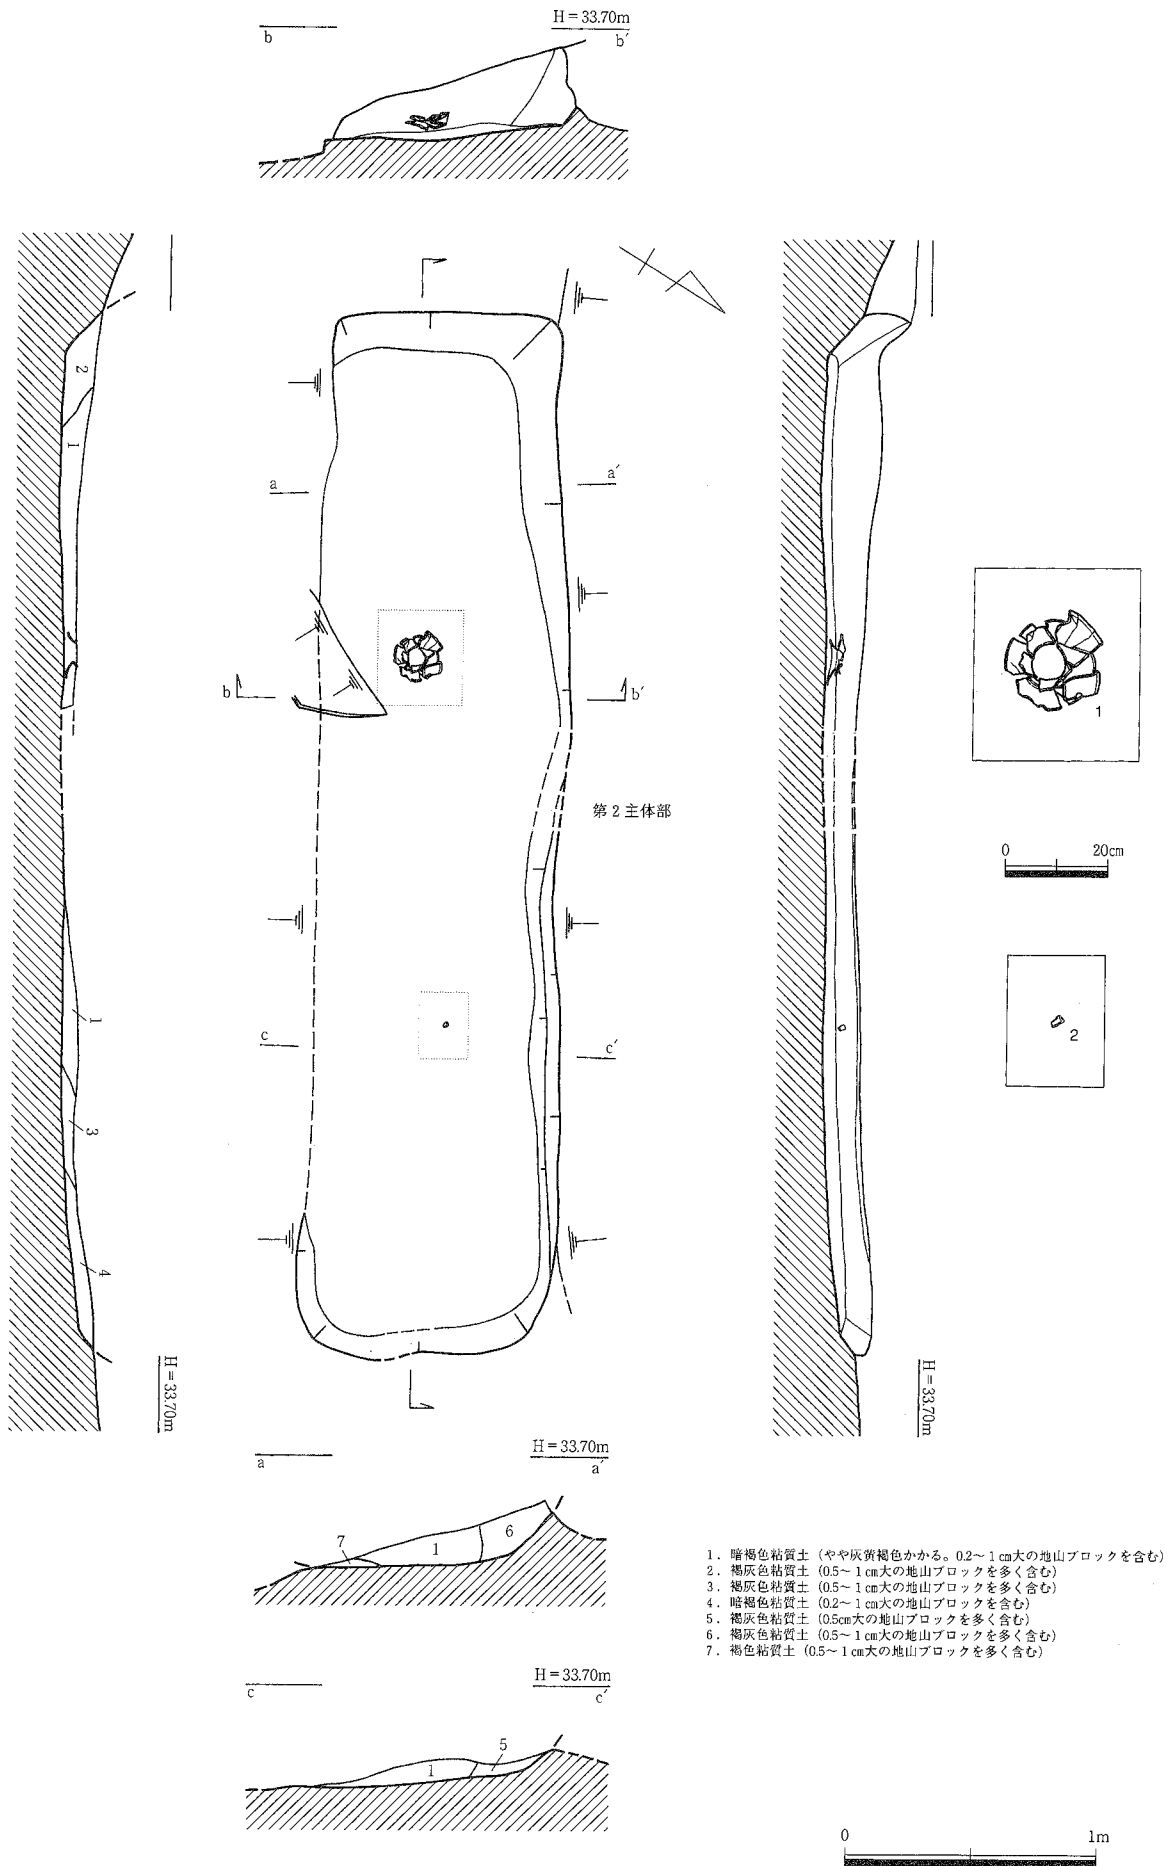 H＝33.70m
b
b′
2
1
a
a′
b
b′
1
第２主体部
0
20㎝
1
c
c′
2
3
4
H＝33.70m
H＝33.70m
H＝33.70m
a
a′
7
1
6
1．暗褐色粘質土（やや灰黄褐色かかる。0.2～1㎝大の地山ブロックを含む）
2．褐灰色粘質土（0.5～1㎝大の地山ブロックを多く含む）
3．褐灰色粘質土（0.5～1㎝大の地山ブロックを多く含む）
4．暗褐色粘質土（0.2～1㎝大の地山ブロックを含む）
5．褐灰色粘質土（0.5㎝大の地山ブロックを多く含む）
6．褐灰色粘質土（0.5～1㎝大の地山ブロックを多く含む）
7．褐色粘質土（0.5～1㎝大の地山ブロックを多く含む）
H＝33.70m
c
c′
5
1
0
1m